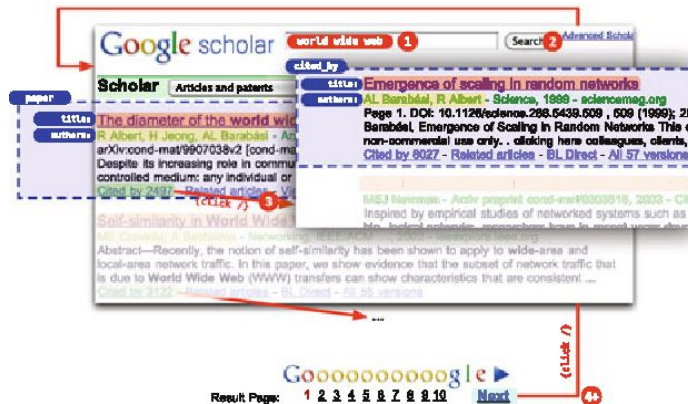 Google scholar world wide web 1 Search 2 Advanced Schola
cited_by
Scholar Articles and patents
title: Emergence of scaling in random networks
authors: AL Barabási, R Albert - Science, 1999 - sciencemag.org
Page 1. DOI: 10.1126/science.286.5439.509 , 509 (1999);
Barabási, Emergence of Scaling in Random Networks This
non-commercial use only. . clicking here colleagues, clients,
Cited by 8027 - Related articles - BL Direct - All 57 versions
paper
title: The diameter of the world wid
authors: R Albert, H Jeong, AL Barabási -
arXiv:cond-mat/9907038v2 [cond-mat
Despite its increasing role in commu
controlled medium: any individual or
Cited by 2497 - Related articles -
(click /) 3
MEJ Newman - Arxiv preprint cond-mat/0303516, 2003 -
Inspired by empirical studies of networked systems such as
Self-similarity in World Wide
Abstract—Recently, the notion of self-similarity has been shown to apply to wide-area and
local-area network traffic. In this paper, we show evidence that the subset of network traffic that
is due to World Wide Web (WWW) transfers can show characteristics that are consistent ...
Cited by 3122 - Related articles - BL Direct - All 55 versions
...
(click /)
Gooooooooooogle
Result Page: 1 2 3 4 5 6 7 8 9 10 Next 4+